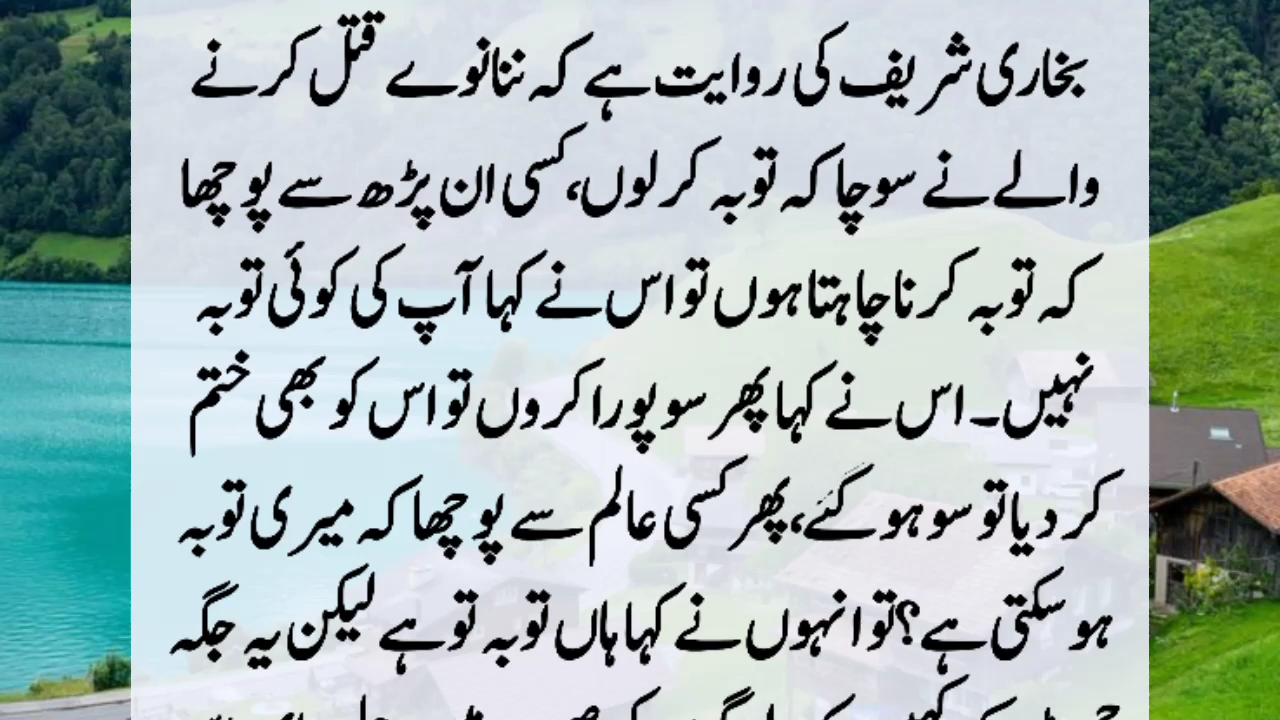 بخاری شریف کی روایت ہے کہ ننانوے قتل کرنے
والے نے سوچا کہ توبہ کر لوں، کسی ان پڑھ سے پوچھا
کہ توبہ کرنا چاہتا ہوں تو اس نے کہا آپ کی کوئی توبہ
نہیں۔ اس نے کہا پھر سو پورا کروں تو اس کو بھی ختم
کر دیا تو سو ہو گئے، پھر کسی عالم سے پوچھا کہ میری توبہ
ہو سکتی ہے؟ تو انہوں نے کہا ہاں توبہ تو ہے لیکن یہ جگہ